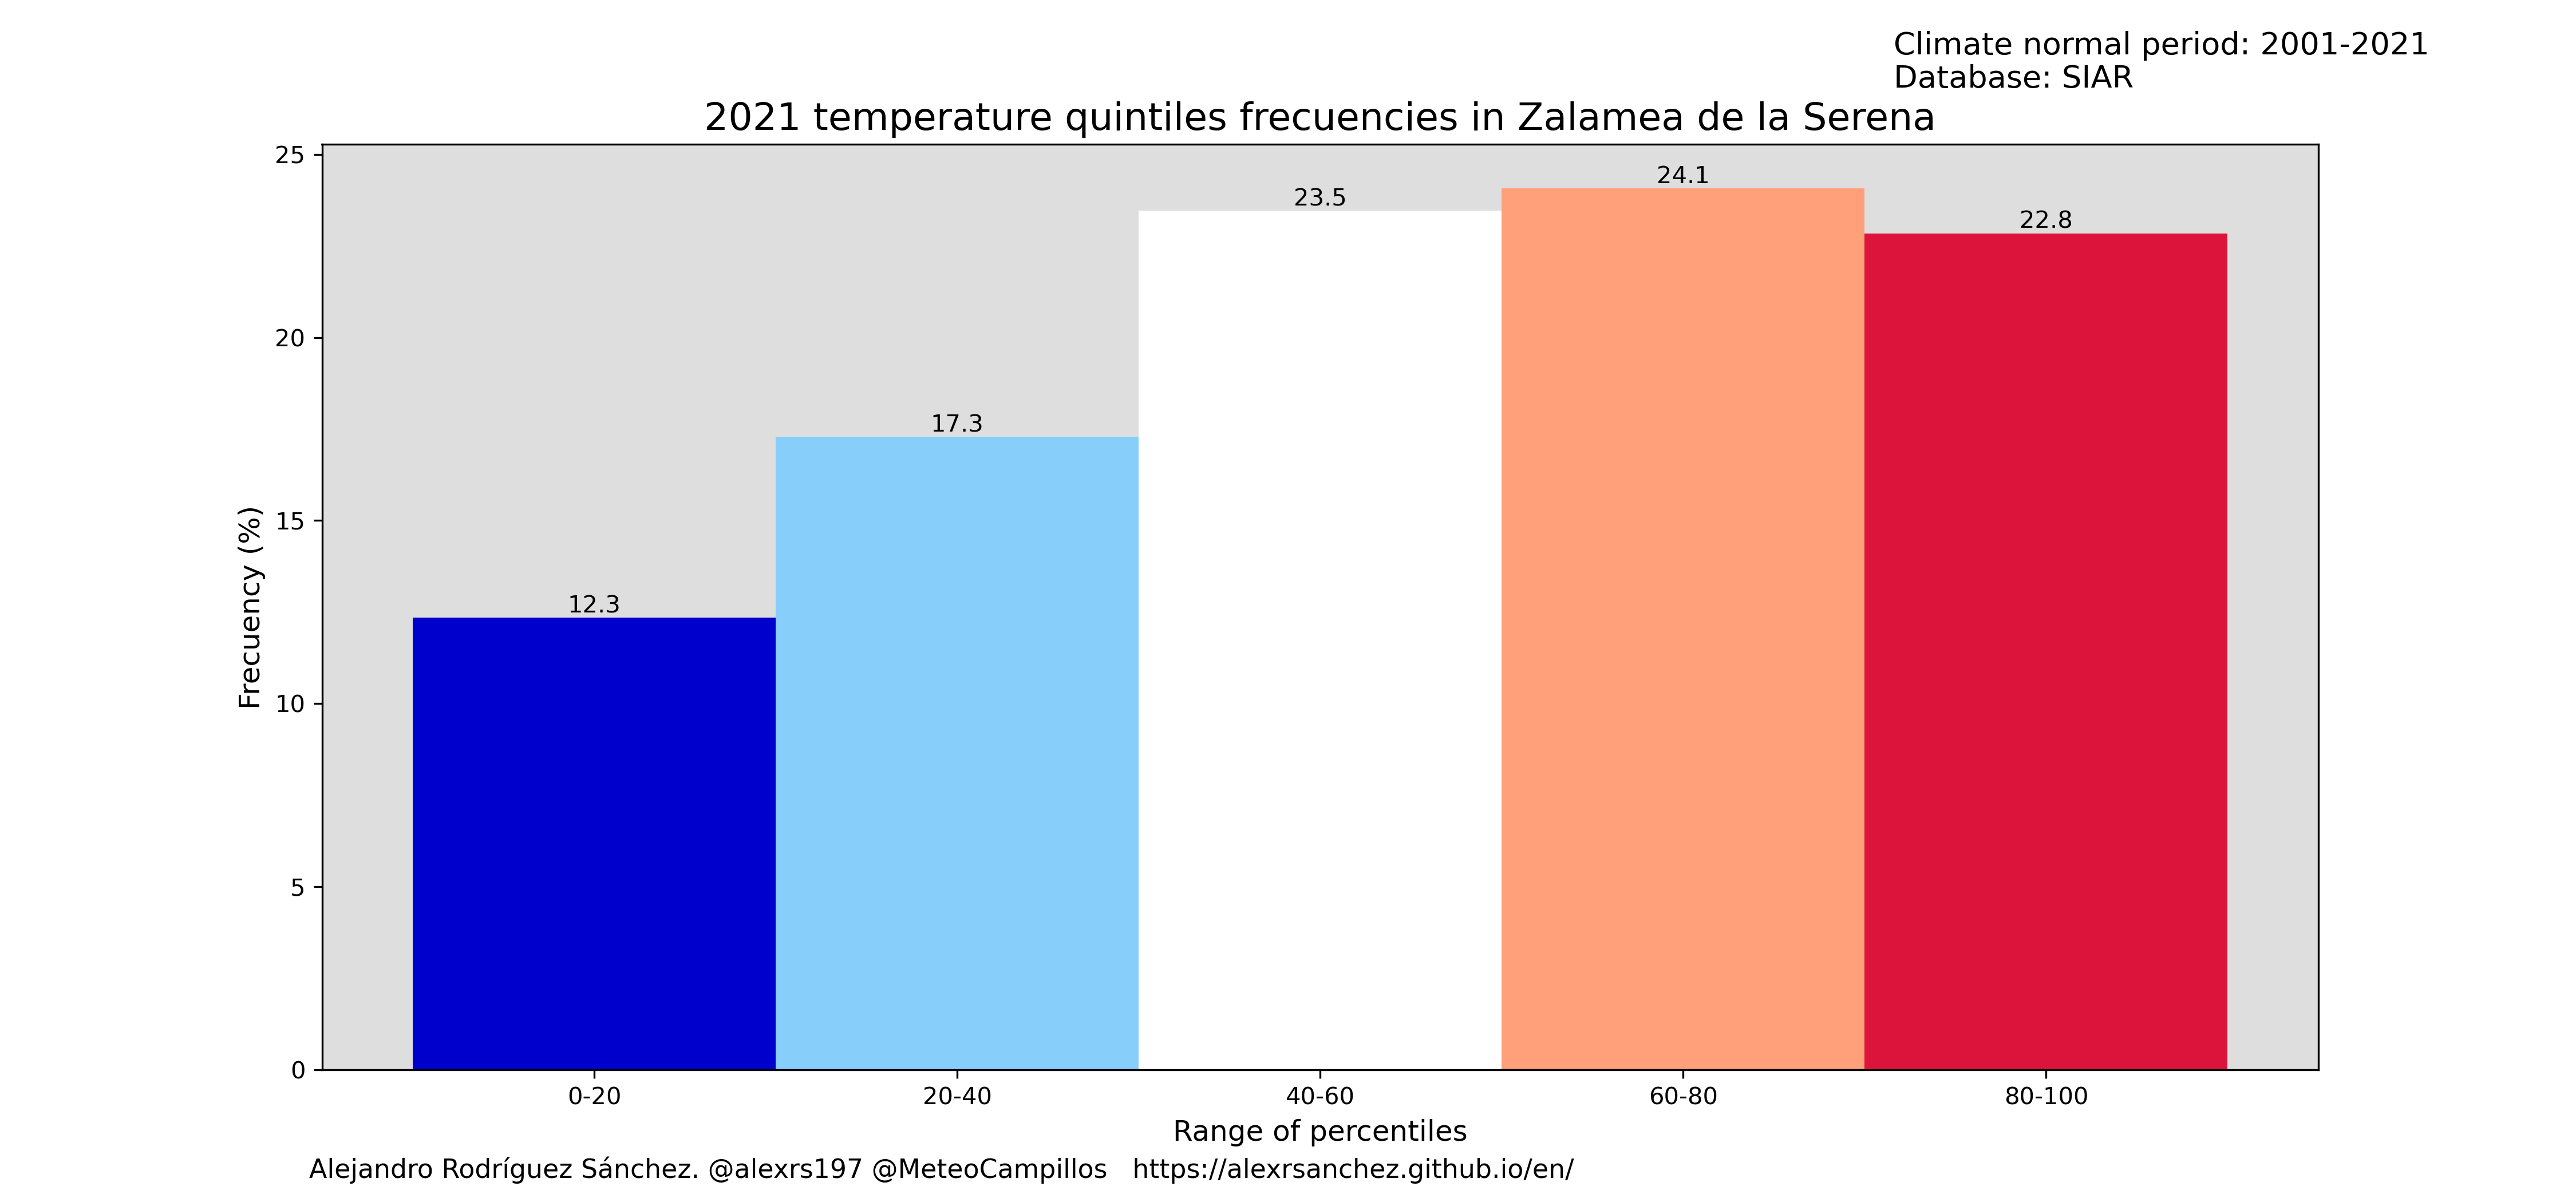 Climate normal period: 2001-2021
Database: SIAR
2021 temperature quintiles frecuencies in Zalamea de la Serena
25
20
15
10
5
0
Frecuency (%)
12.3
17.3
23.5
24.1
22.8
0-20
20-40
40-60
60-80
80-100
Range of percentiles
Alejandro Rodríguez Sánchez. @alexrs197 @MeteoCampillos   https://alexrsanchez.github.io/en/